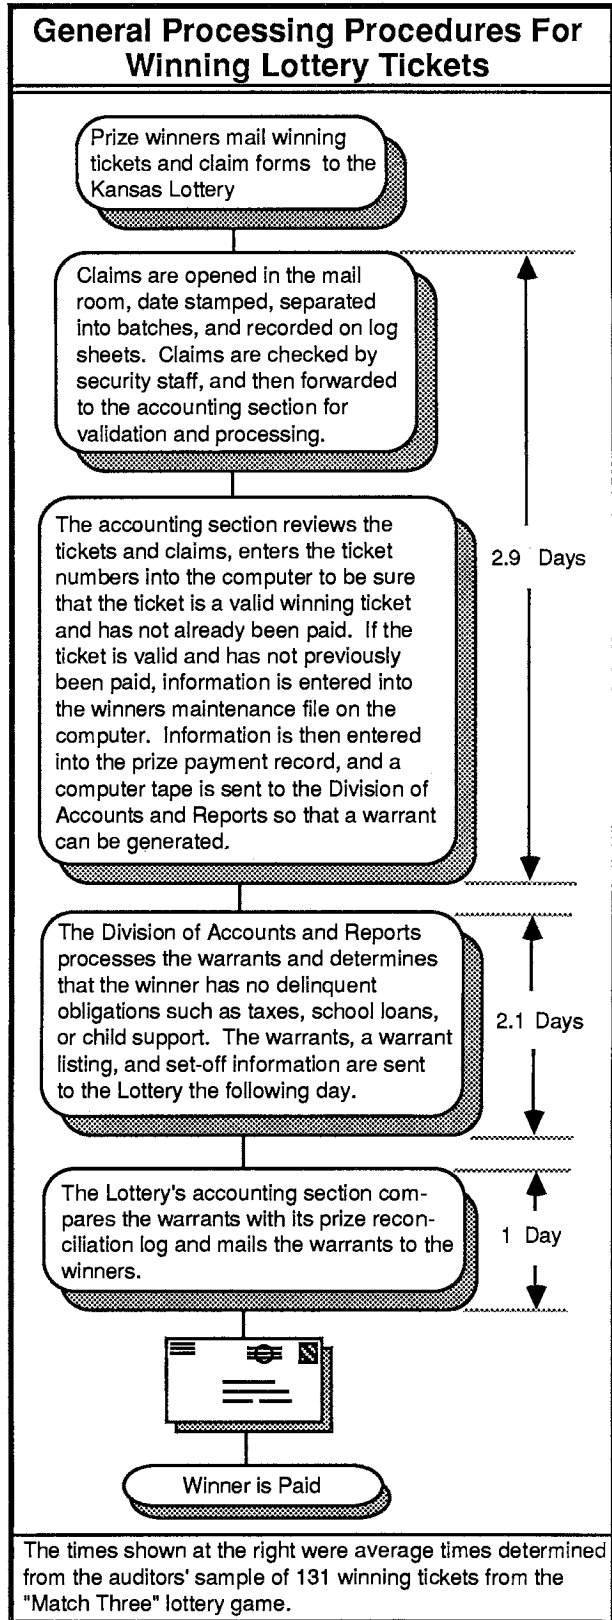 General Processing Procedures For
Winning Lottery Tickets
Prize winners mail winning
tickets and claim forms to the
Kansas Lottery
Claims are opened in the mail
room, date stamped, separated
into batches, and recorded on log
sheets. Claims are checked by
security staff, and then forwarded
to the accounting section for
validation and processing.
The accounting section reviews the
tickets and claims, enters the ticket
numbers into the computer to be sure
that the ticket is a valid winning ticket
and has not already been paid. If the
ticket is valid and has not previously
been paid, information is entered into
the winners maintenance file on the
computer. Information is then entered
into the prize payment record, and a
computer tape is sent to the Division of
Accounts and Reports so that a warrant
can be generated.
2.9 Days
The Division of Accounts and Reports
processes the warrants and determines
that the winner has no delinquent
obligations such as taxes, school loans,
or child support. The warrants, a warrant
listing, and set-off information are sent
to the Lottery the following day.
2.1 Days
The Lottery's accounting section com-
pares the warrants with its prize recon-
ciliation log and mails the warrants to the
winners.
1 Day
Winner is Paid
The times shown at the right were average times determined
from the auditors' sample of 131 winning tickets from the
"Match Three" lottery game.